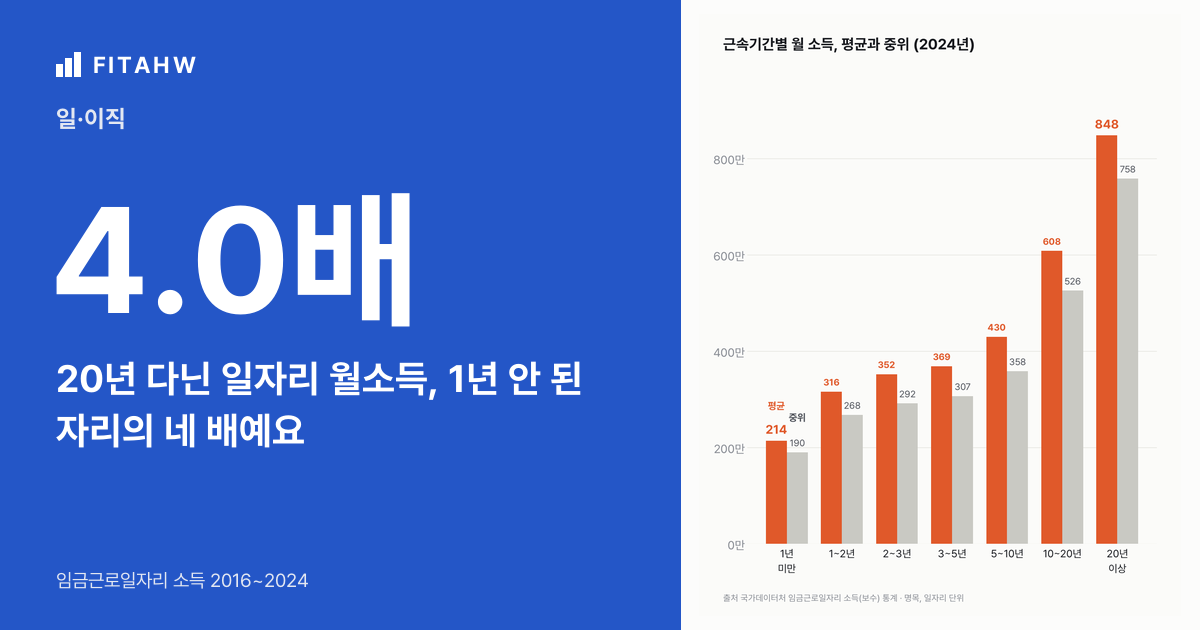 FITAHW
일·이직
4.0배
20년 다닌 일자리 월소득, 1년 안 된
자리의 네 배예요
임금근로일자리 소득 2016~2024
근속기간별 월 소득, 평균과 중위 (2024년)
800만
600만
400만
200만
0만
평균
중위
214
190
316
268
352
292
369
307
430
358
608
526
848
758
1년
미만
1~2년
2~3년
3~5년
5~10년
10~20년
20년
이상
출처 국가데이터처 임금근로일자리 소득(보수) 통계 · 명목, 일자리 단위